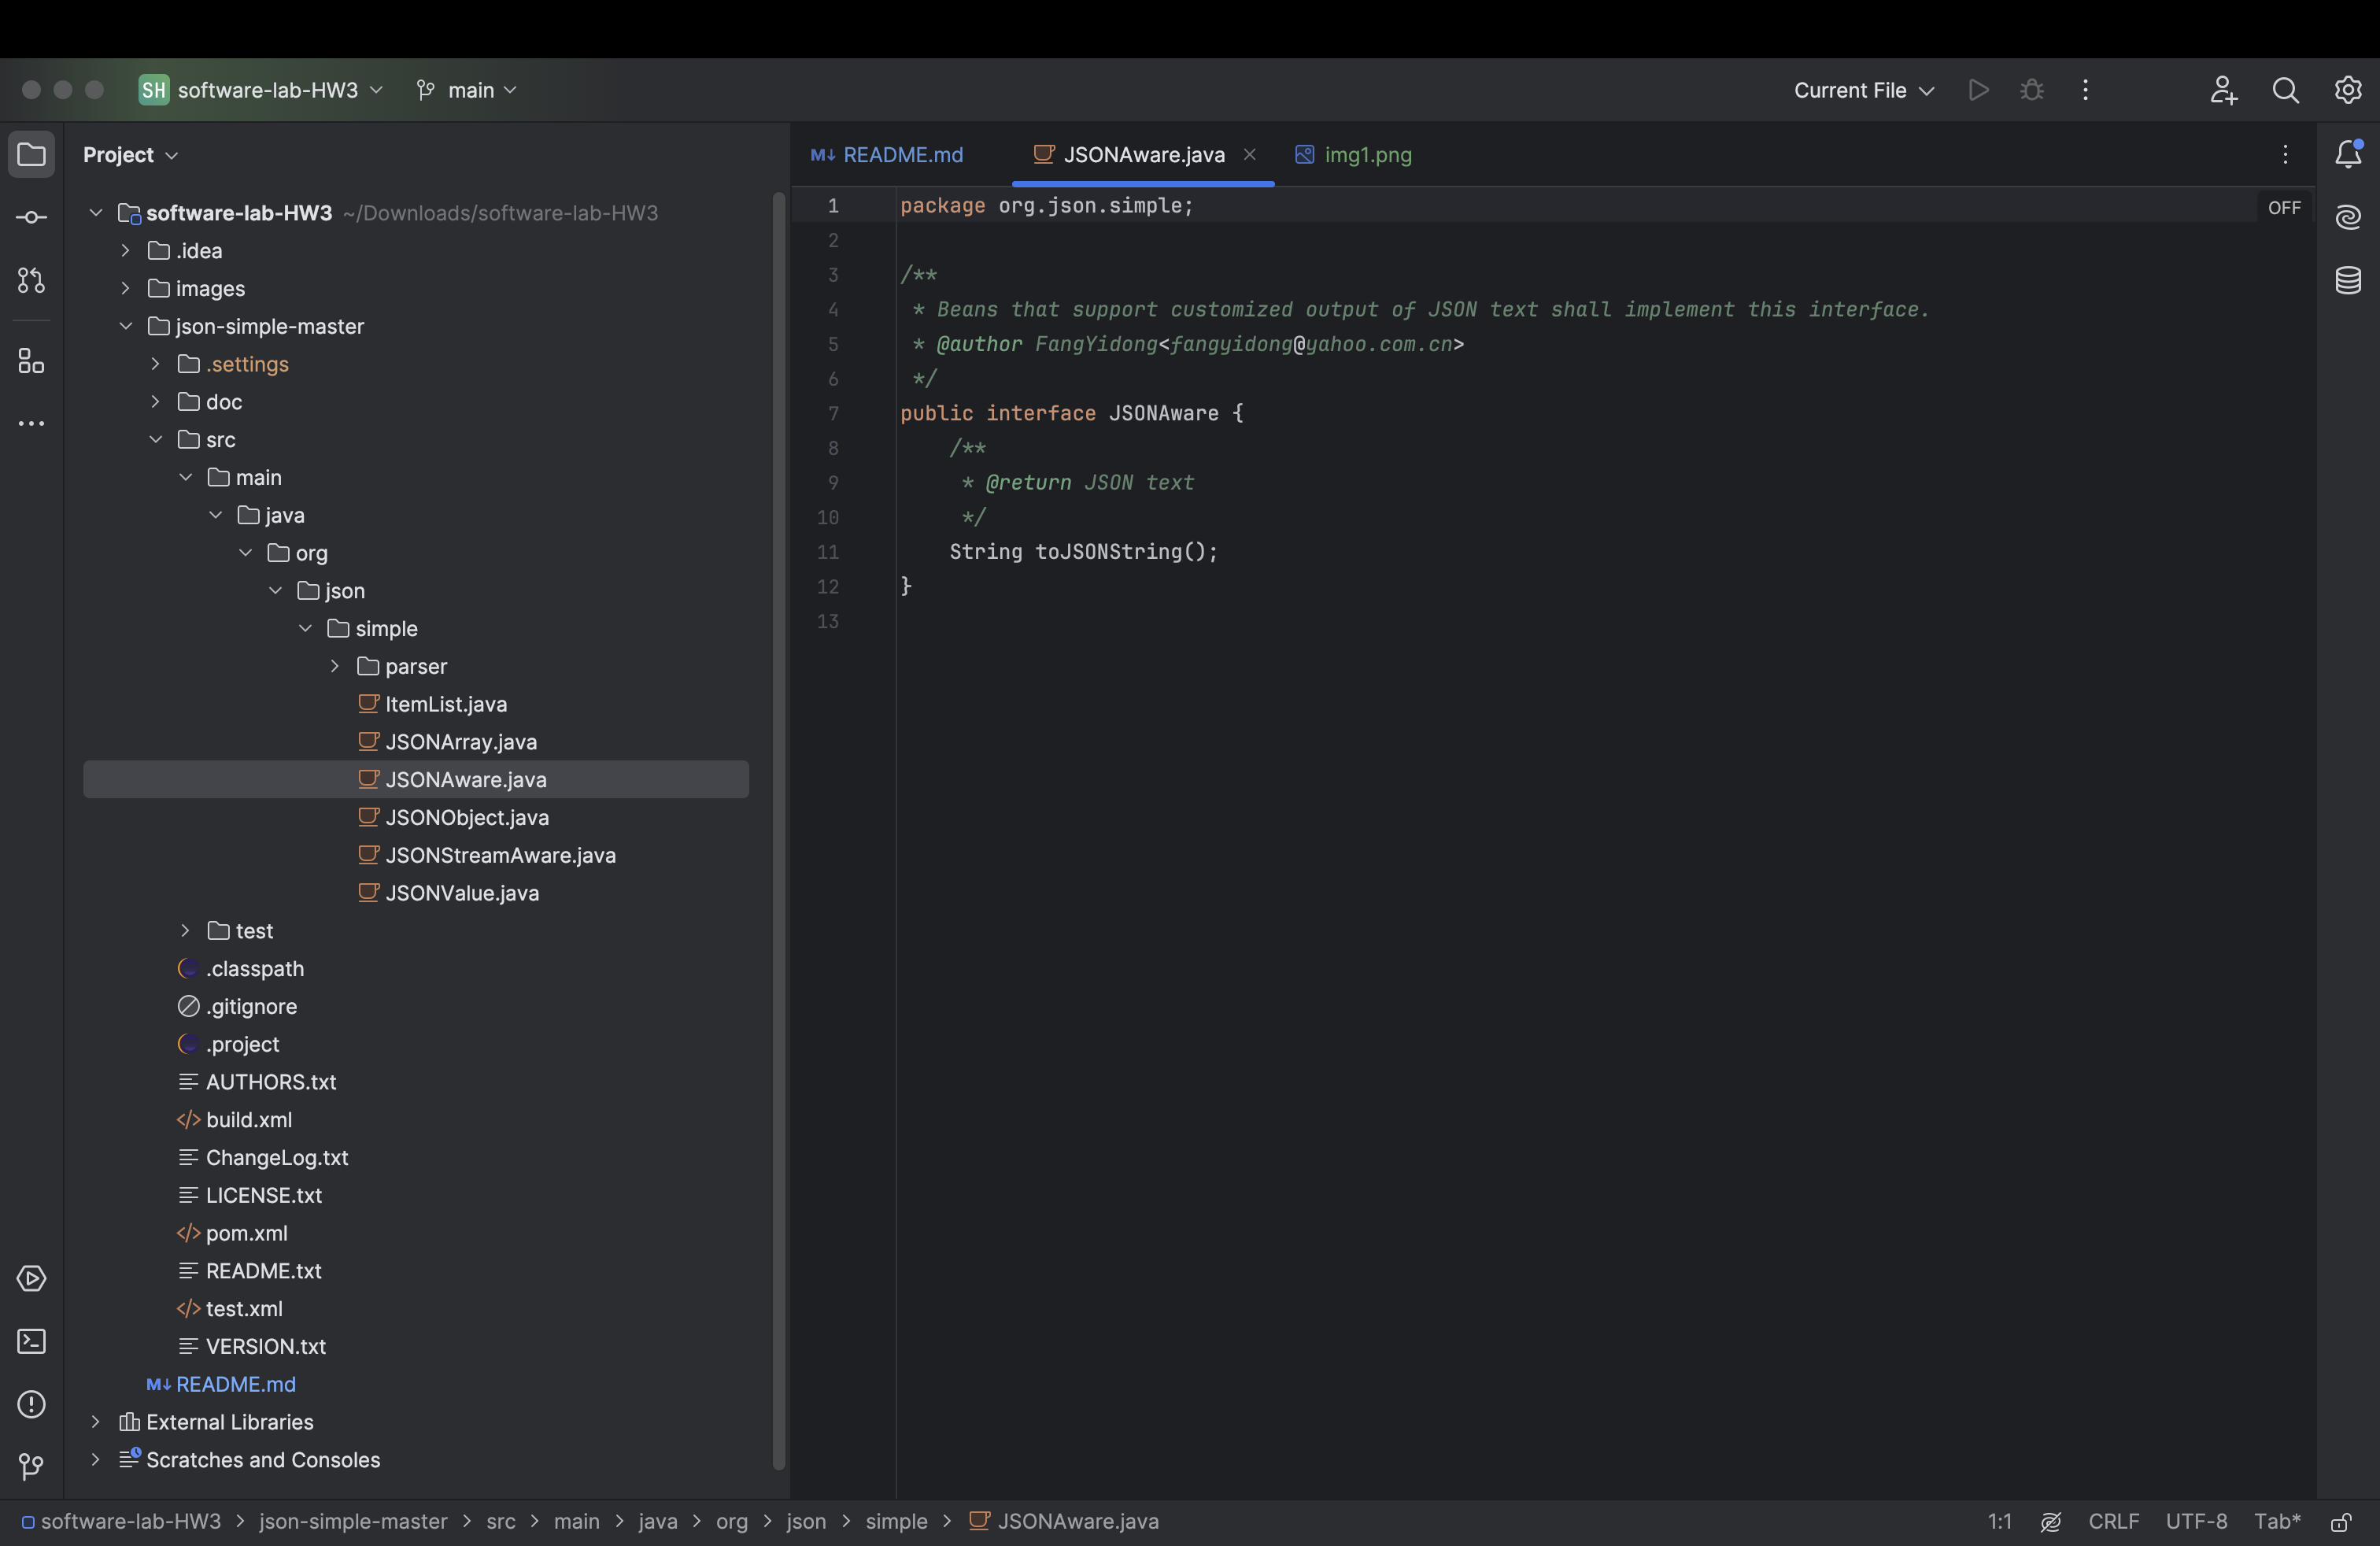 SH software-lab-HW3 main Current File
Project
README.md JSONAware.java img1.png
software-lab-HW3 ~/Downloads/software-lab-HW3
.idea
images
json-simple-master
.settings
doc
src
main
java
org
json
simple
parser
ItemList.java
JSONArray.java
JSONAware.java
JSONObject.java
JSONStreamAware.java
JSONValue.java
test
.classpath
.gitignore
.project
AUTHORS.txt
build.xml
ChangeLog.txt
LICENSE.txt
pom.xml
README.txt
test.xml
VERSION.txt
M↓ README.md
External Libraries
Scratches and Consoles
1 package org.json.simple; OFF
2
3 /**
4 * Beans that support customized output of JSON text shall implement this interface.
5 * @author FangYidong<fangyidong@yahoo.com.cn>
6 */
7 public interface JSONAware {
8 /**
9 * @return JSON text
10 */
11 String toJSONString();
12 }
13
software-lab-HW3 > json-simple-master > src > main > java > org > json > simple > JSONAware.java 1:1 CRLF UTF-8 Tab*